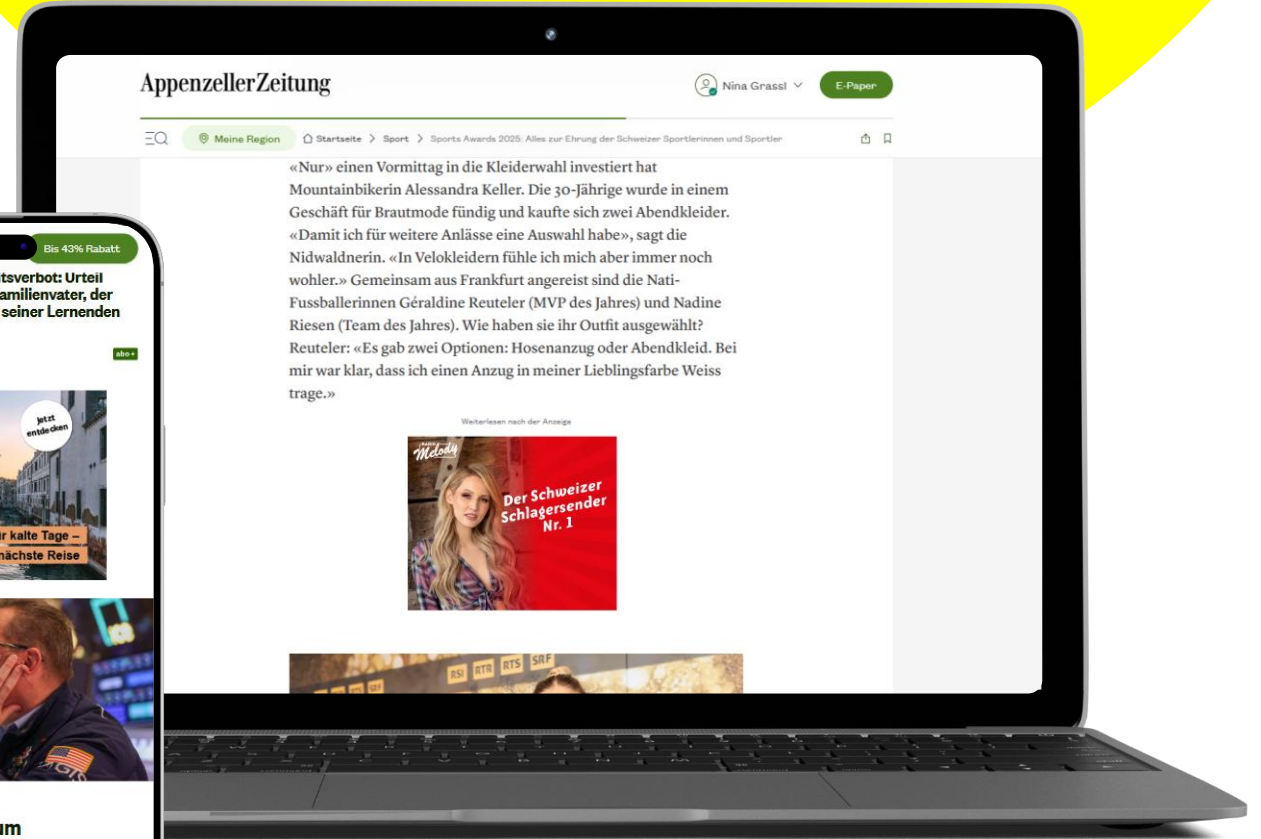 AppenzellerZeitung
Nina Grassl
E-Paper
Meine Region
Startseite > Sport > Sports Awards 2025: Alles zur Ehrung der Schweizer Sportlerinnen und Sportler
«Nur» einen Vormittag in die Kleiderwahl investiert hat
Mountainbikerin Alessandra Keller. Die 30-Jährige wurde in einem
Geschäft für Brautmode fündig und kaufte sich zwei Abendkleider.
«Damit ich für weitere Anlässe eine Auswahl habe», sagt die
Nidwaldnerin. «In Velokleidern fühle ich mich aber immer noch
wohler.» Gemeinsam aus Frankfurt angereist sind die Nati-
Fussballerinnen Géraldine Reuteler (MVP des Jahres) und Nadine
Riesen (Team des Jahres). Wie haben sie ihr Outfit ausgewählt?
Reuteler: «Es gab zwei Optionen: Hosenanzug oder Abendkleid. Bei
mir war klar, dass ich einen Anzug in meiner Lieblingsfarbe Weiss
trage.»
Weiterlesen nach der Anzeige
Melody
Der Schweizer
Schlagersender
Nr. 1
RSI RTR RTS SRF
Bis 43% Rabatt
itsverbot: Urteil
amilienvater, der
seiner Lernenden
abo+
Jetzt
entdecken
ür kalte Tage –
nächste Reise
um